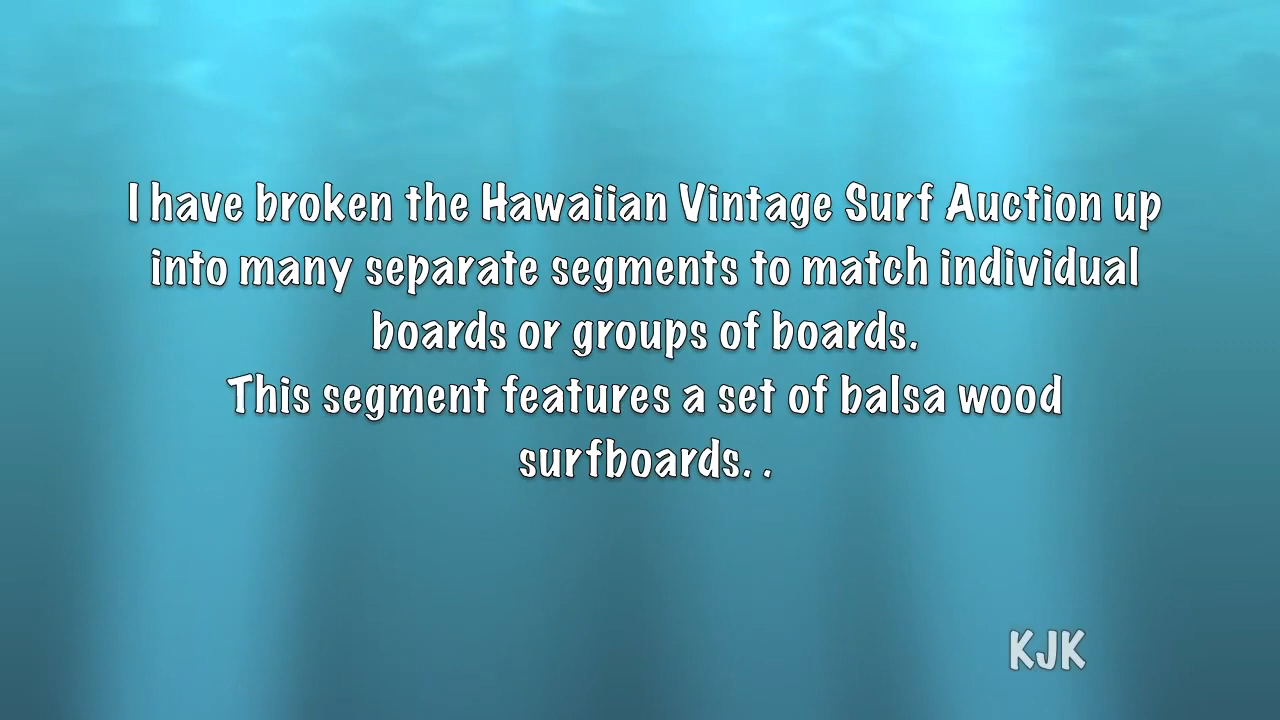 I have broken the Hawaiian Vintage Surf Auction up
into many separate segments to match individual
boards or groups of boards.
This segment features a set of balsa wood
surfboards. .
KJK